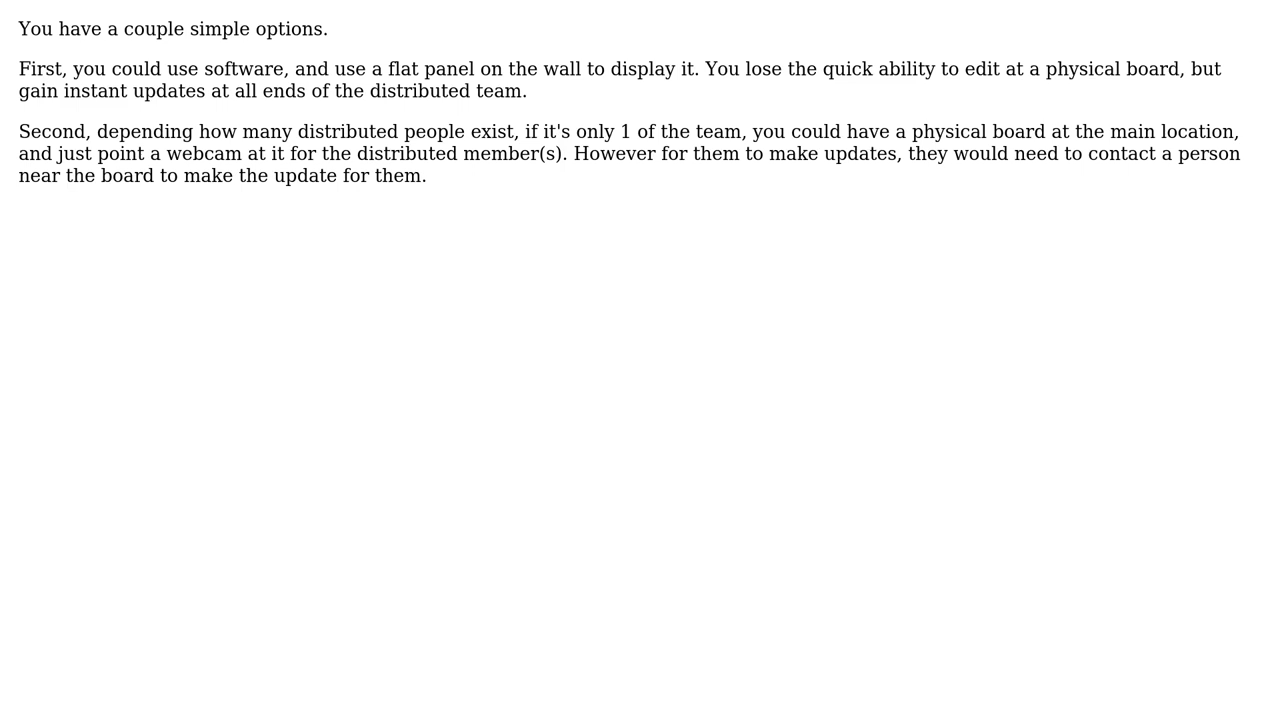 You have a couple simple options.
First, you could use software, and use a flat panel on the wall to display it. You lose the quick ability to edit at a physical board, but
gain instant updates at all ends of the distributed team.
Second, depending how many distributed people exist, if it's only 1 of the team, you could have a physical board at the main location,
and just point a webcam at it for the distributed member(s). However for them to make updates, they would need to contact a person
near the board to make the update for them.